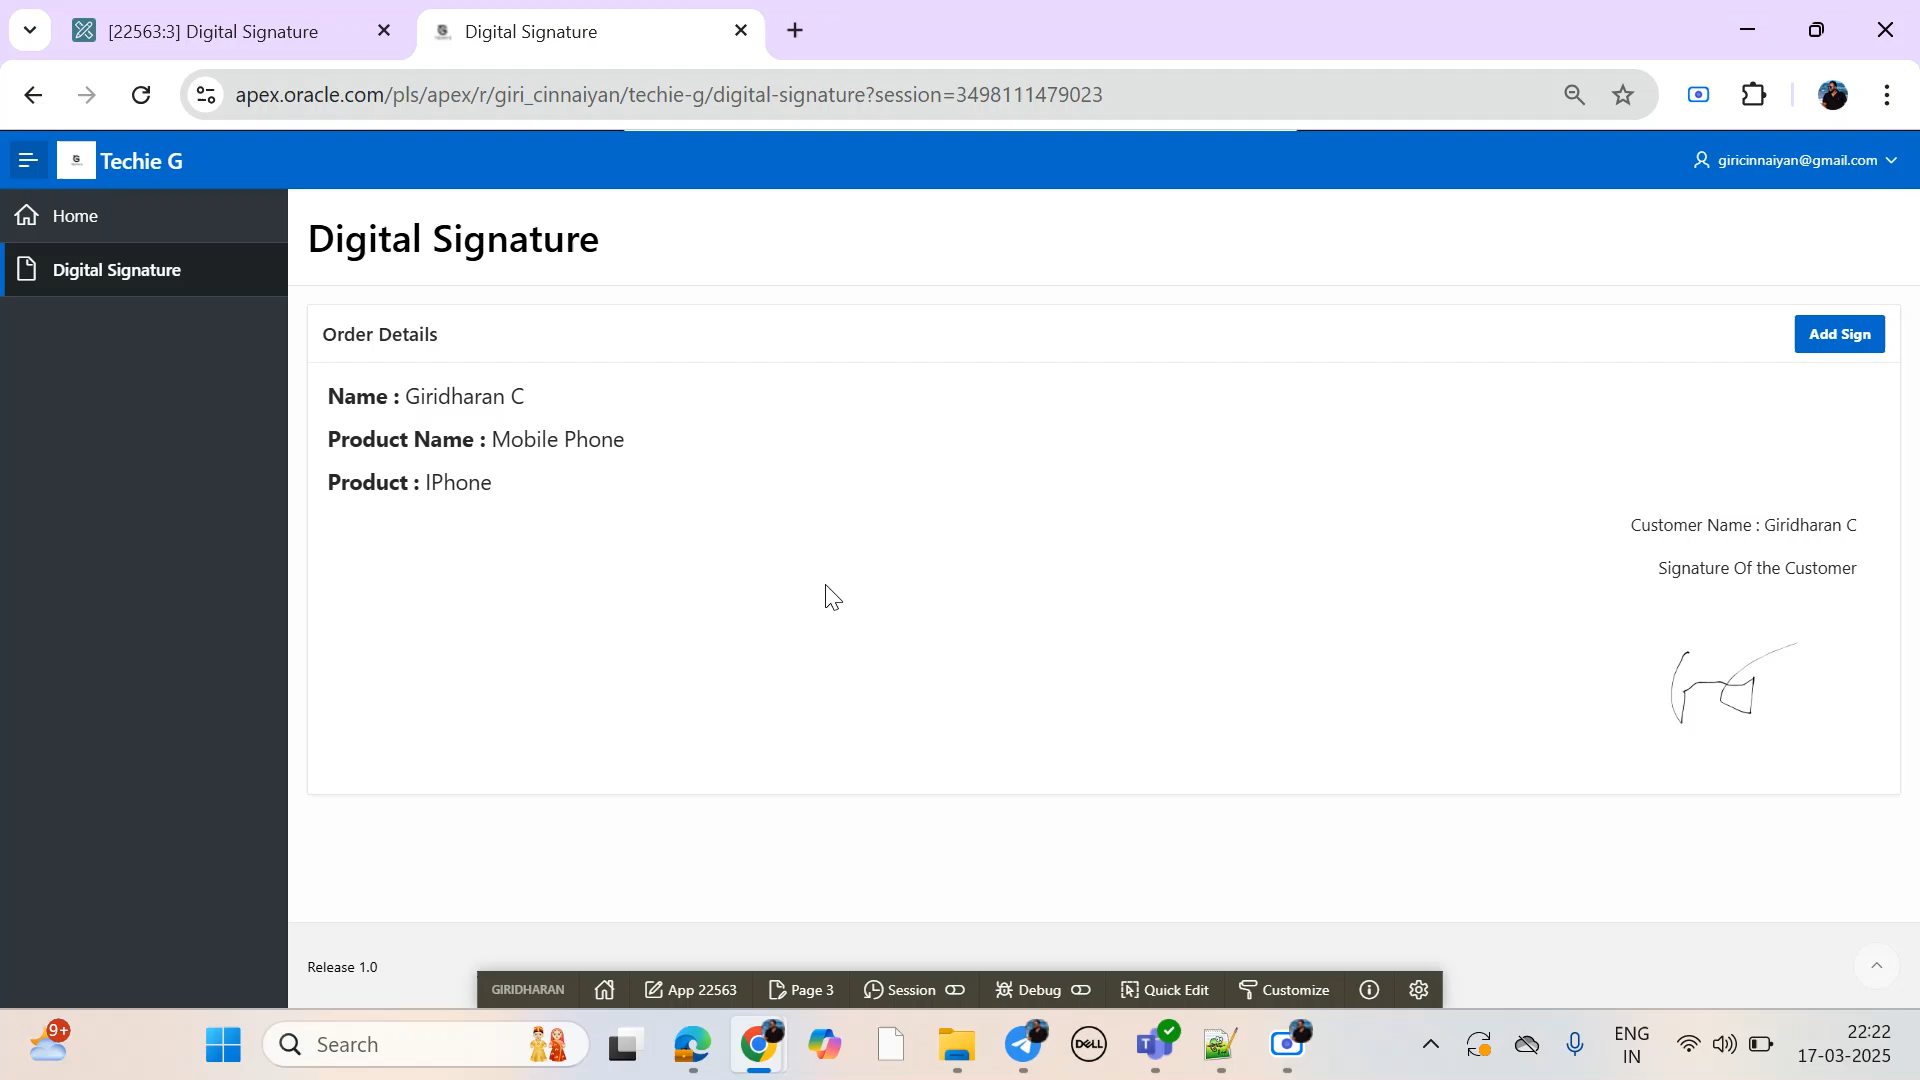 [22563:3] Digital Signature
Digital Signature
apex.oracle.com/pls/apex/r/giri_cinnaiyan/techie-g/digital-signature?session=3498111479023
G
Techie G
giricinnaiyan@gmail.com
Home
Digital Signature
Digital Signature
Order Details
Add Sign
Name : Giridharan C
Product Name : Mobile Phone
Product : IPhone
Customer Name : Giridharan C
Signature Of the Customer
Release 1.0
GIRIDHARAN
App 22563
Page 3
Session
Debug
Quick Edit
Customize
9+
Search
DELL
ENG
IN
22:22
17-03-2025